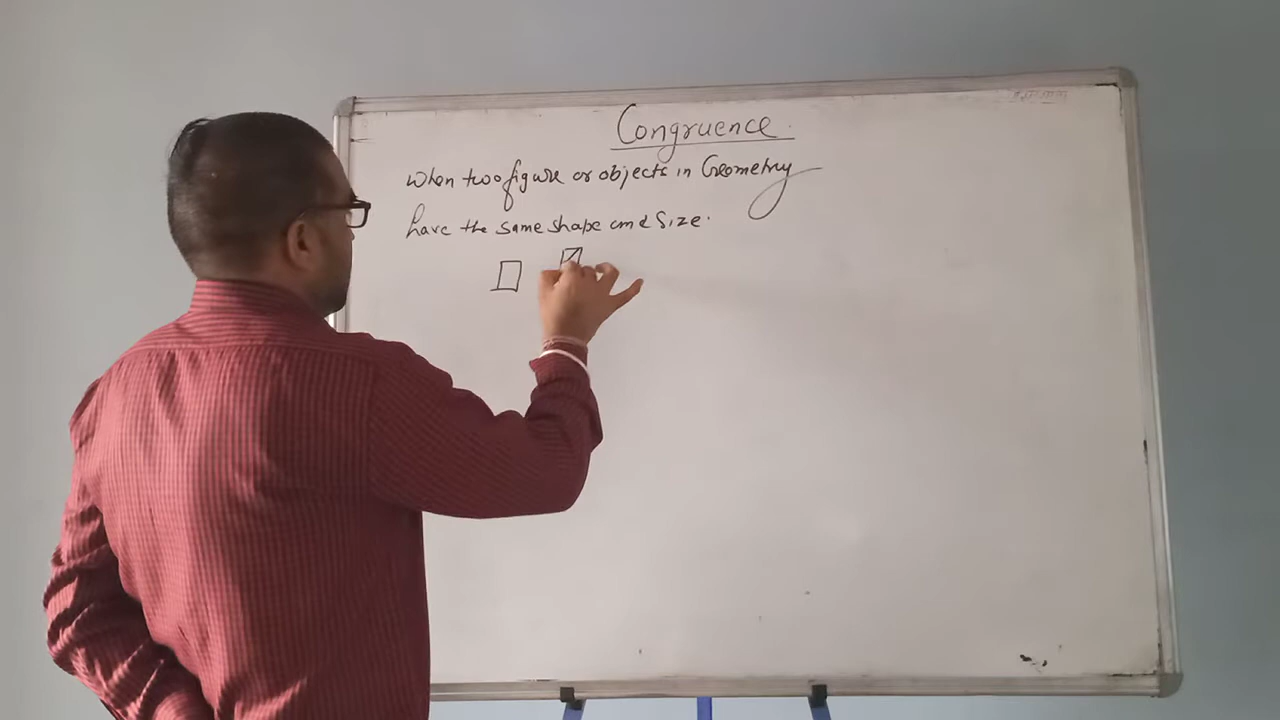 Congruence.
When two figure or objects in Geometry
have the same shape and size.